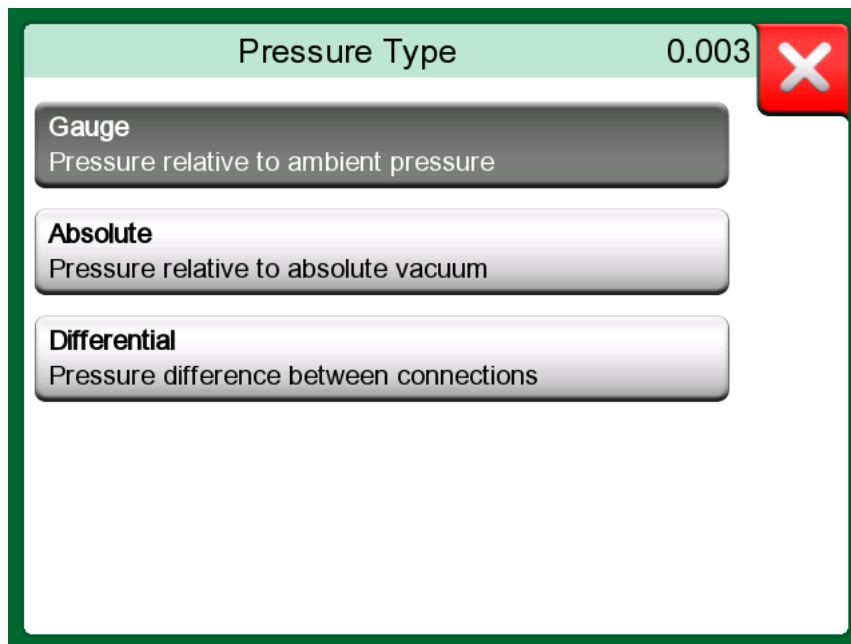 Pressure Type 0.003
Gauge
Pressure relative to ambient pressure
Absolute
Pressure relative to absolute vacuum
Differential
Pressure difference between connections